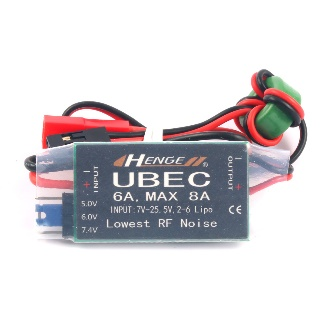 HENGE ®
UBEC
6A, MAX 8A
INPUT:7V-25.5V, 2-6 Lipo
Lowest RF Noise
- INPUT +
5.0V
6.0V
7.4V
- OUTPUT +
CE